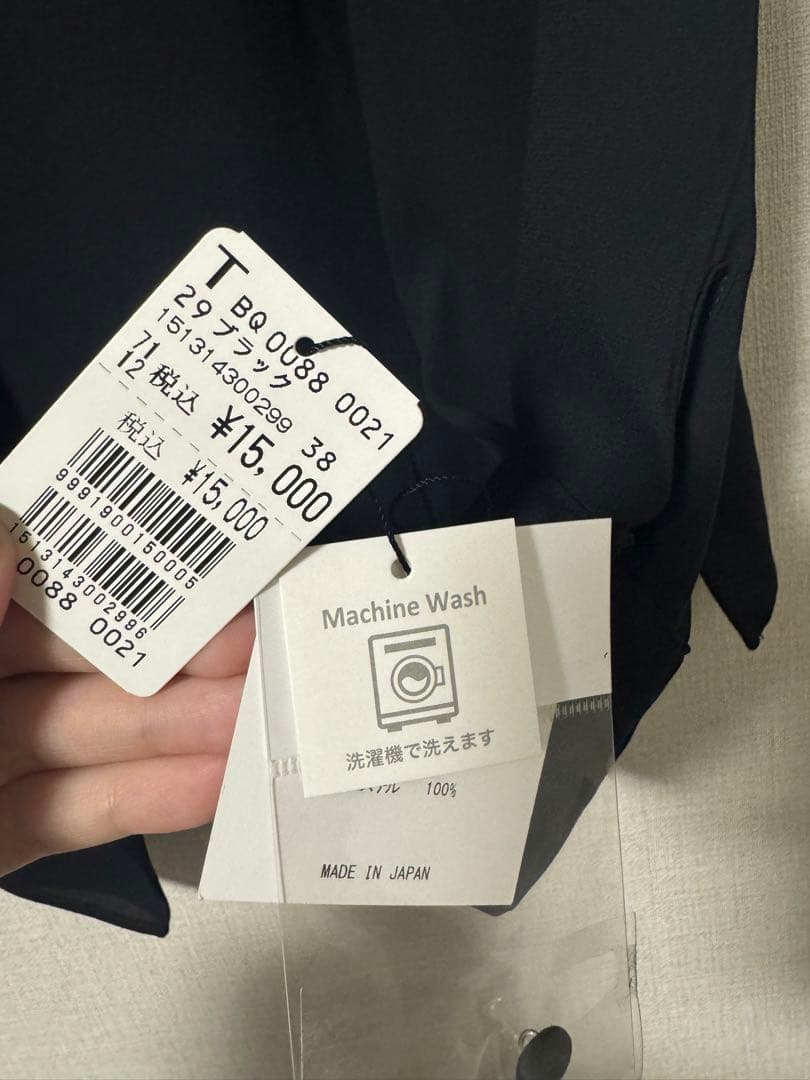 T
BQ 0088 0021
29 ブラック
151314300299 38
71
12 税込 ¥15,000
税込 ¥15,000
9991900150005
1513143002996
0088 0021
Machine Wash
洗濯機で洗えます
100%
MADE IN JAPAN